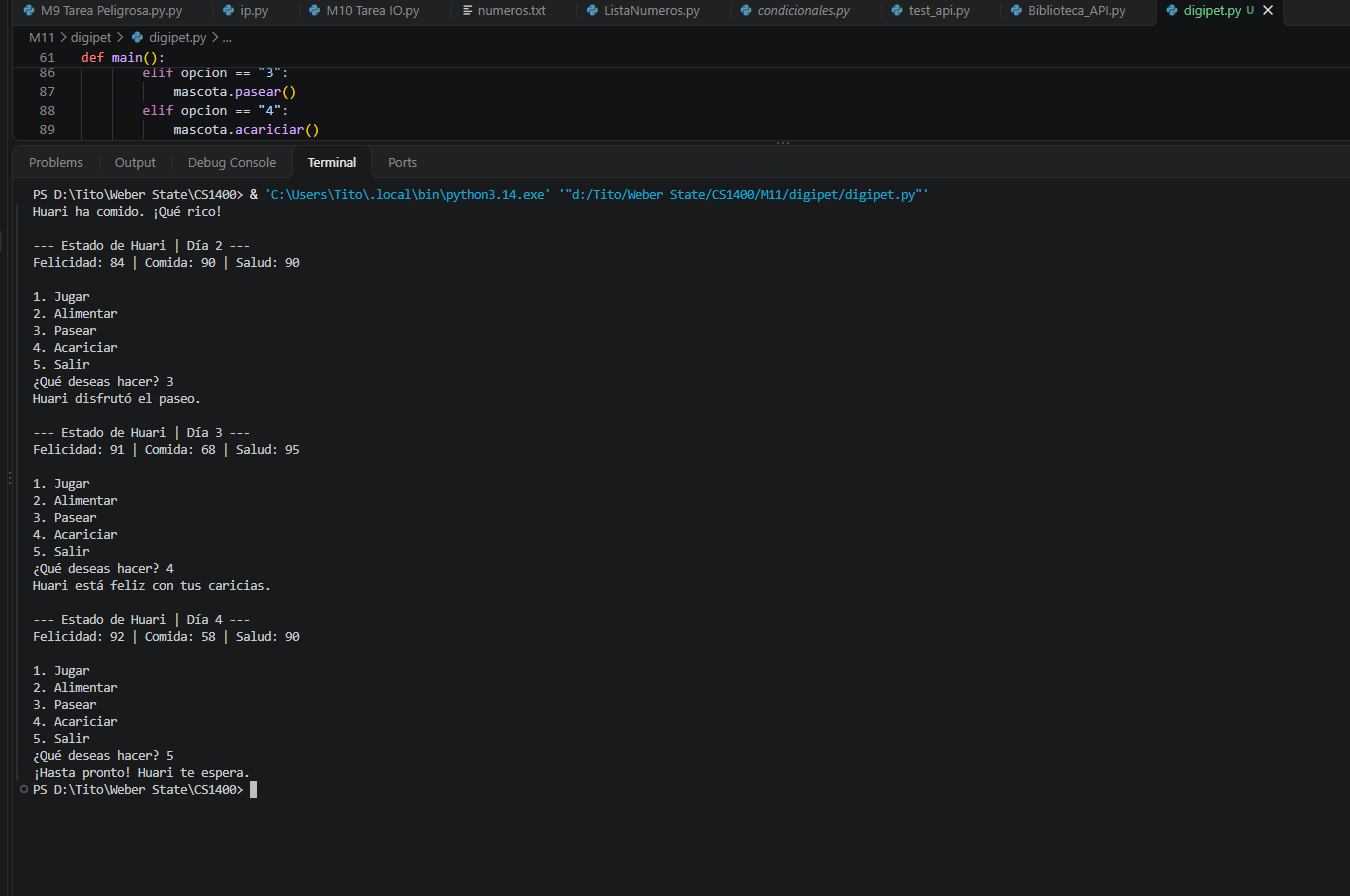 M9 Tarea Peligrosa.py.py ip.py M10 Tarea IO.py numeros.txt ListaNumeros.py condicionales.py test_api.py Biblioteca_API.py digipet.py U ×
M11 > digipet > digipet.py > ...
61 def main():
86 elif opcion == "3":
87 mascota.pasear()
88 elif opcion == "4":
89 mascota.acariciar()
Problems Output Debug Console Terminal Ports
PS D:\Tito\Weber State\CS1400> & 'C:\Users\Tito\.local\bin\python3.14.exe' '"d:/Tito/Weber State/CS1400/M11/digipet/digipet.py"'
Huari ha comido. ¡Qué rico!
--- Estado de Huari | Día 2 ---
Felicidad: 84 | Comida: 90 | Salud: 90
1. Jugar
2. Alimentar
3. Pasear
4. Acariciar
5. Salir
¿Qué deseas hacer? 3
Huari disfrutó el paseo.
--- Estado de Huari | Día 3 ---
Felicidad: 91 | Comida: 68 | Salud: 95
1. Jugar
2. Alimentar
3. Pasear
4. Acariciar
5. Salir
¿Qué deseas hacer? 4
Huari está feliz con tus caricias.
--- Estado de Huari | Día 4 ---
Felicidad: 92 | Comida: 58 | Salud: 90
1. Jugar
2. Alimentar
3. Pasear
4. Acariciar
5. Salir
¿Qué deseas hacer? 5
¡Hasta pronto! Huari te espera.
PS D:\Tito\Weber State\CS1400>